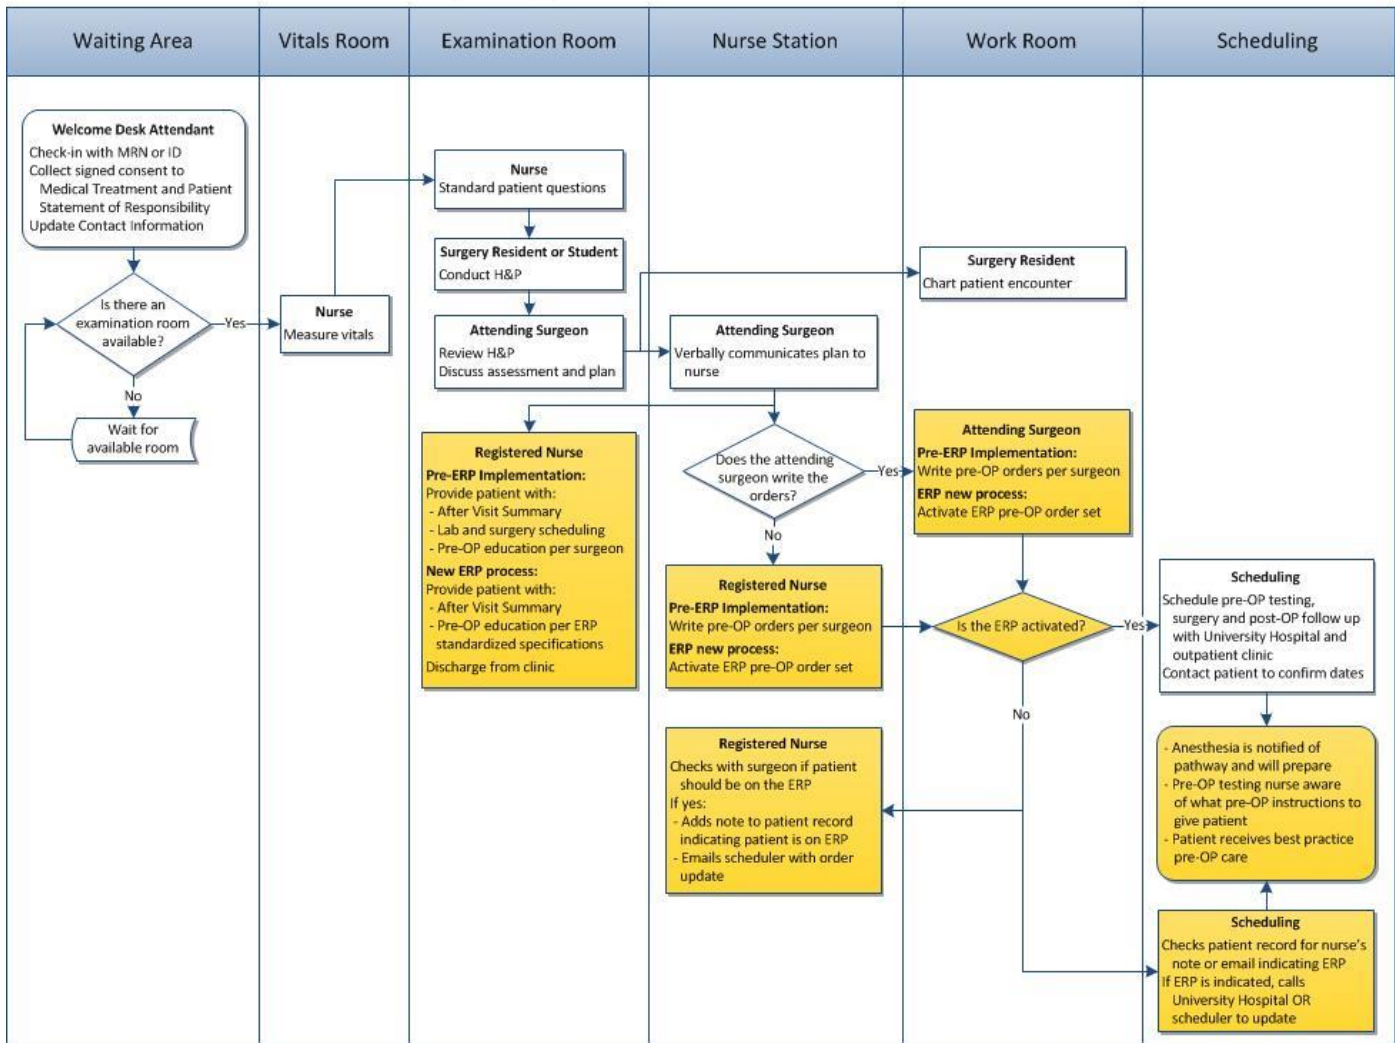 Waiting Area
Vitals Room
Examination Room
Nurse Station
Work Room
Scheduling
Welcome Desk Attendant
Check-in with MRN or ID
Collect signed consent to
Medical Treatment and Patient
Statement of Responsibility
Update Contact Information
Is there an
examination room
available?
Yes
No
Wait for
available room
Nurse
Measure vitals
Nurse
Standard patient questions
Surgery Resident or Student
Conduct H&P
Attending Surgeon
Review H&P
Discuss assessment and plan
Attending Surgeon
Verbally communicates plan to
nurse
Surgery Resident
Chart patient encounter
Registered Nurse
Pre-ERP Implementation:
Provide patient with:
- After Visit Summary
- Lab and surgery scheduling
- Pre-OP education per surgeon
New ERP process:
Provide patient with:
- After Visit Summary
- Pre-OP education per ERP
standardized specifications
Discharge from clinic
Does the attending
surgeon write the
orders?
Yes
No
Attending Surgeon
Pre-ERP Implementation:
Write pre-OP orders per surgeon
ERP new process:
Activate ERP pre-OP order set
Registered Nurse
Pre-ERP Implementation:
Write pre-OP orders per surgeon
ERP new process:
Activate ERP pre-OP order set
Is the ERP activated?
Yes
No
Scheduling
Schedule pre-OP testing,
surgery and post-OP follow up
with University Hospital and
outpatient clinic
Contact patient to confirm dates
Registered Nurse
Checks with surgeon if patient
should be on the ERP
If yes:
- Adds note to patient record
indicating patient is on ERP
- Emails scheduler with order
update
- Anesthesia is notified of
pathway and will prepare
- Pre-OP testing nurse aware
of what pre-OP instructions to
give patient
- Patient receives best practice
pre-OP care
Scheduling
Checks patient record for nurse's
note or email indicating ERP
If ERP is indicated, calls
University Hospital OR
scheduler to update